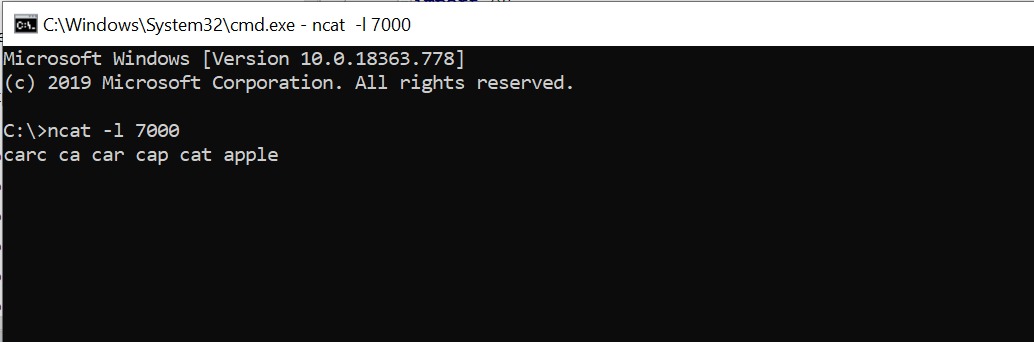 C:\Windows\System32\cmd.exe - ncat  -l 7000
Microsoft Windows [Version 10.0.18363.778]
(c) 2019 Microsoft Corporation. All rights reserved.
C:\>ncat -l 7000
carc ca car cap cat apple